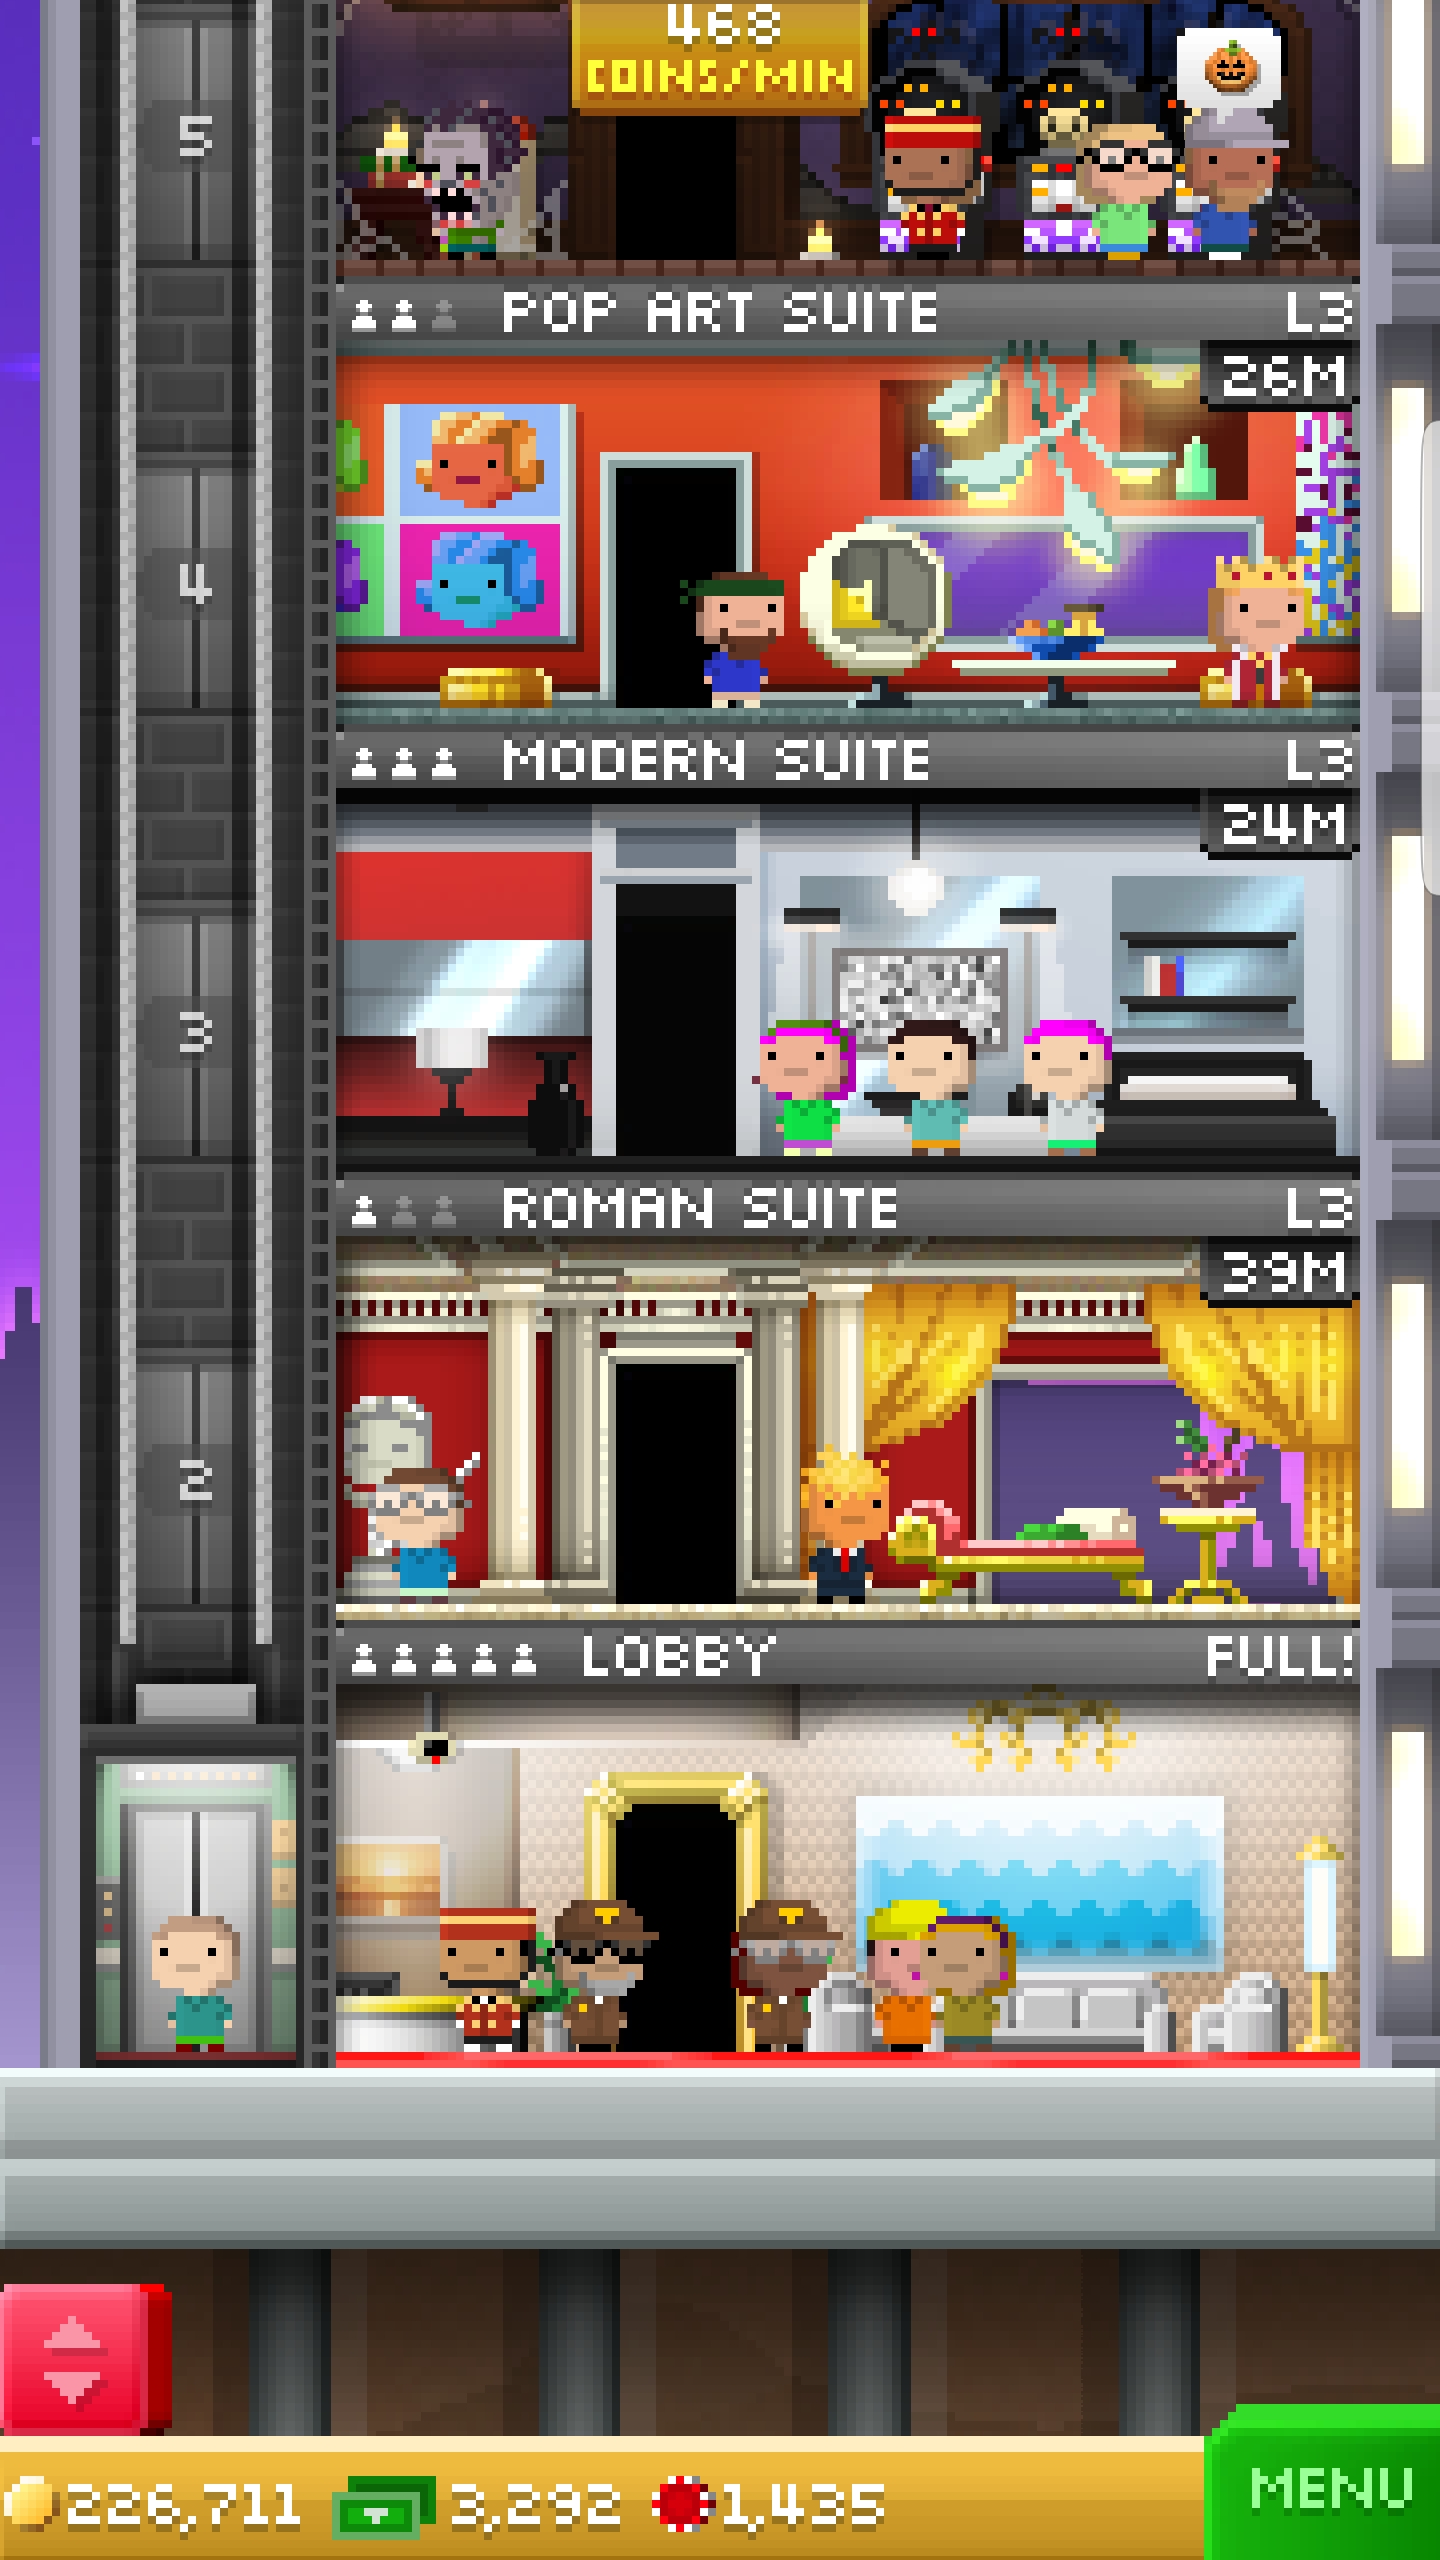 468
COINS/MIN
5
POP ART SUITE L3
26M
4
MODERN SUITE L3
24M
3
ROMAN SUITE L3
39M
2
LOBBY FULL!
MENU
226,711 3,292 1,435